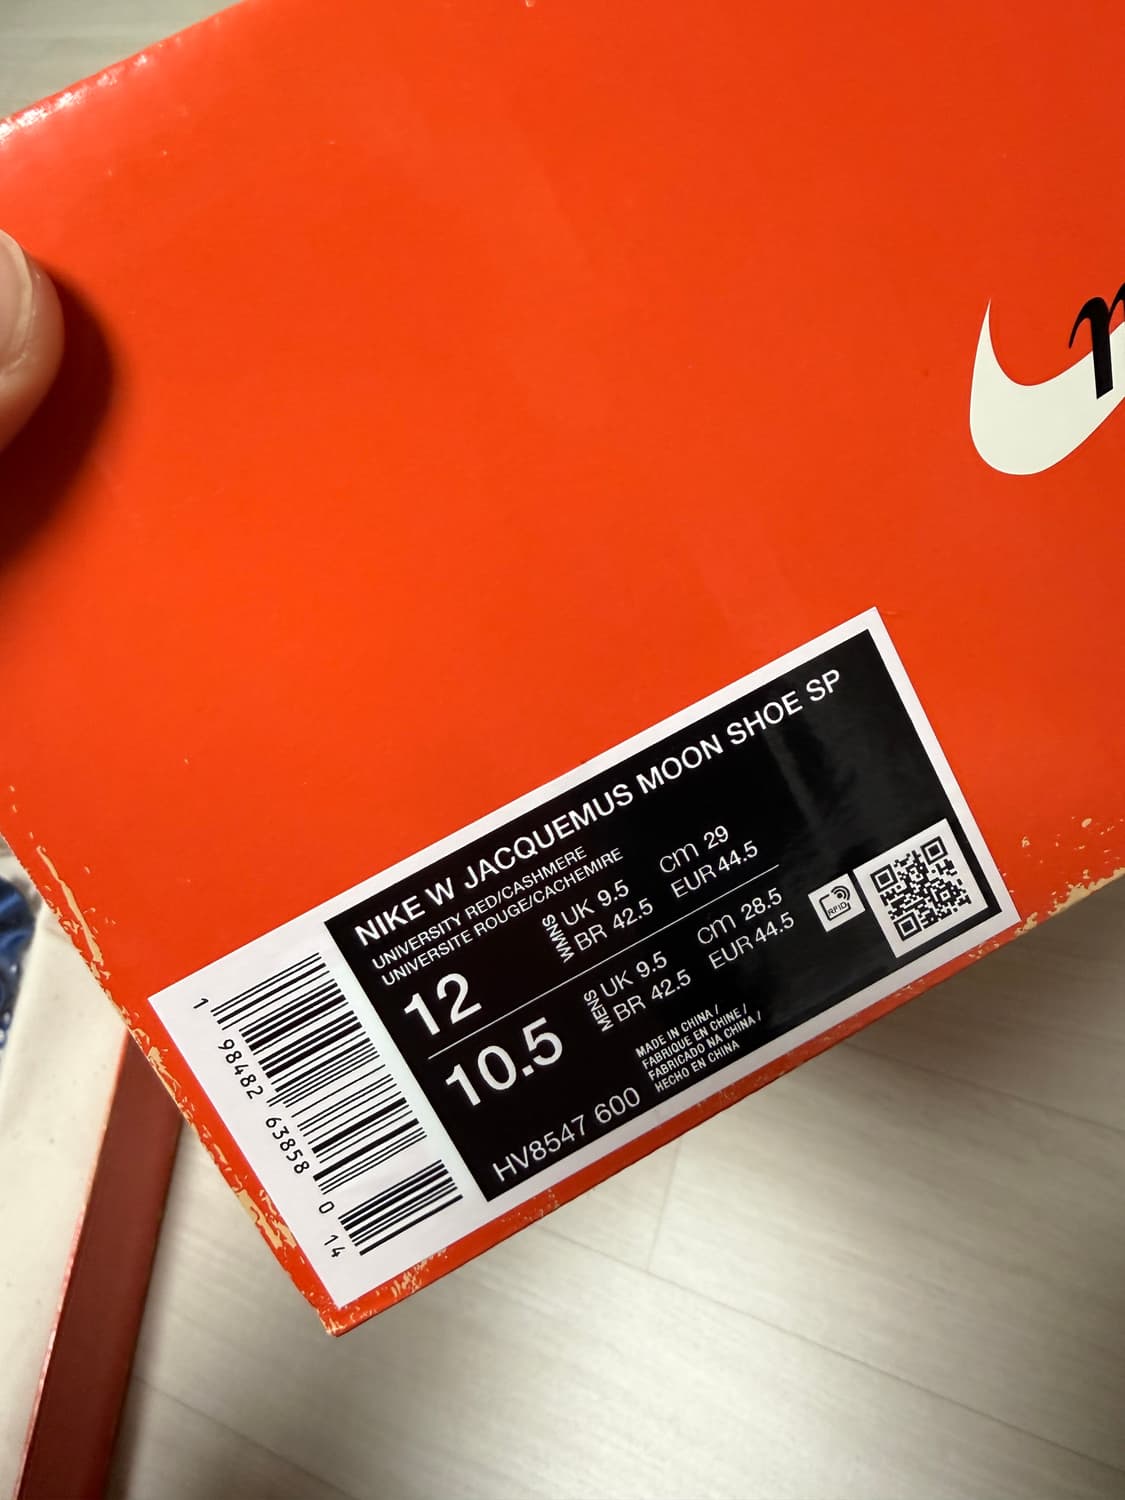 NIKE W JACQUEMUS MOON SHOE SP
UNIVERSITY RED/CASHMERE
UNIVERSITE ROUGE/CACHEMIRE
12
WMNS
UK 9.5
cm 29
BR 42.5
EUR 44.5
10.5
MENS
UK 9.5
cm 28.5
BR 42.5
EUR 44.5
HV8547 600
MADE IN CHINA /
FABRIQUE EN CHINE /
FABRICADO NA CHINA /
HECHO EN CHINA
RFID
1 98482 63858 0 14